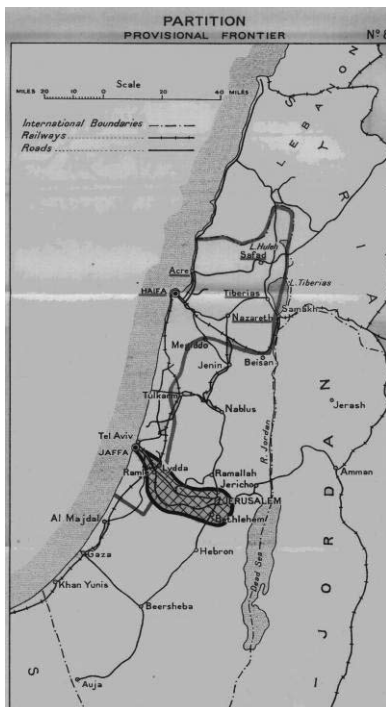 PARTITION
PROVISIONAL FRONTIER
Nº 8
Scale
MILES 20 10 0 20 40 MILES
International Boundaries
Railways
Roads
LEBANON
SYRIA
L. Huleh
Safad
Acre
L. Tiberias
HAIFA
Tiberias
Nazareth
Samakh
Megiddo
Beisan
Jenin
Tulkarm
Jerash
Nablus
R. Jordan
Tel Aviv
JAFFA
Lydda
Ramle
Ramallah
Amman
Jericho
JERUSALEM
Al Majdal
Bethlehem
Gaza
Hebron
Dead Sea
Khan Yunis
Beersheba
—JORDAN
S
Auja